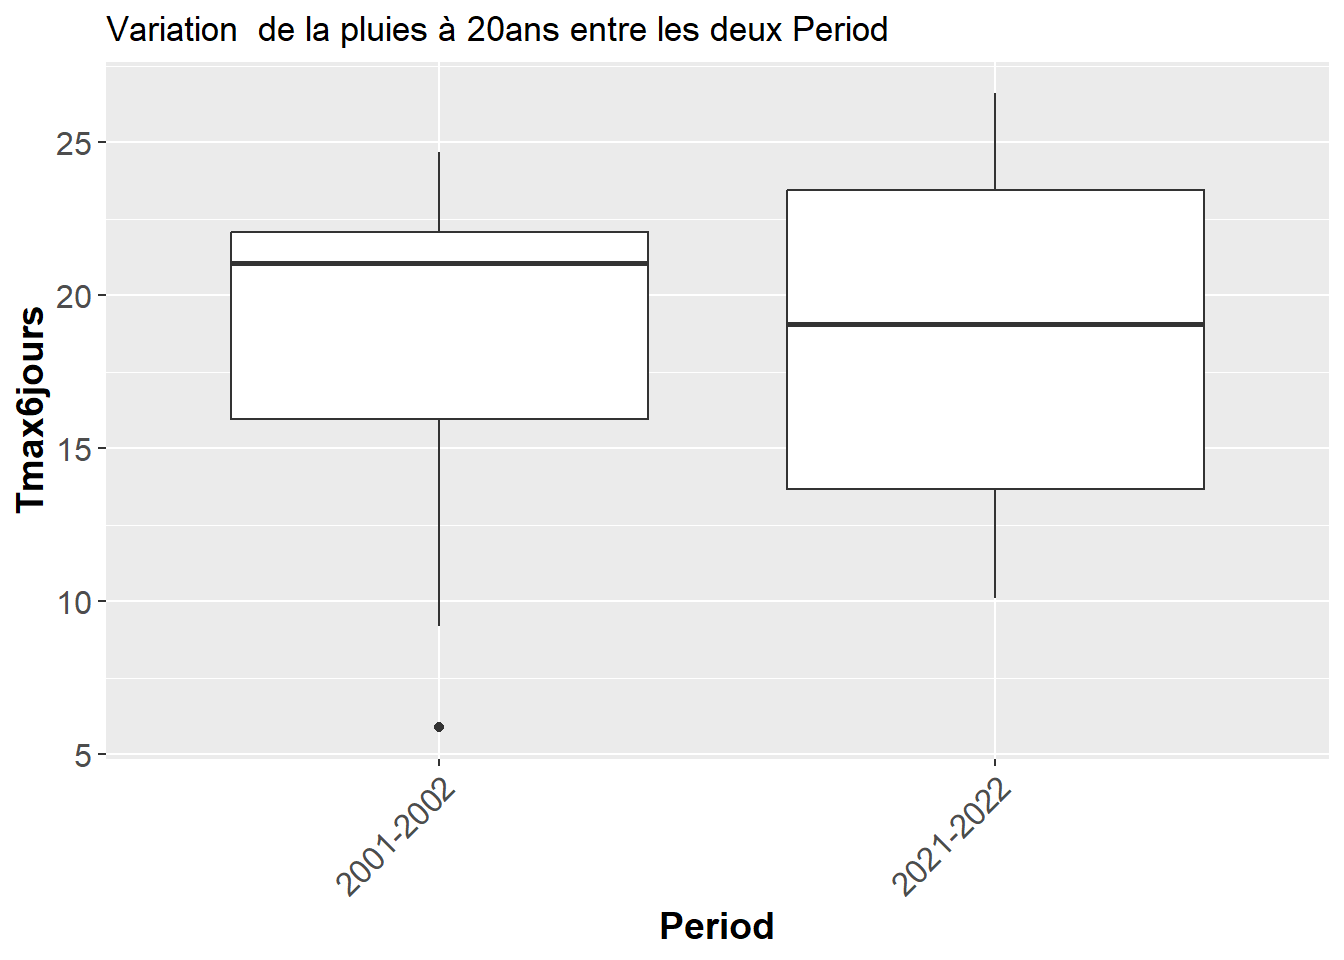 Variation  de la pluies à 20ans entre les deux Period
25
20
15
10
5
Tmax6jours
2001-2002
2021-2022
Period